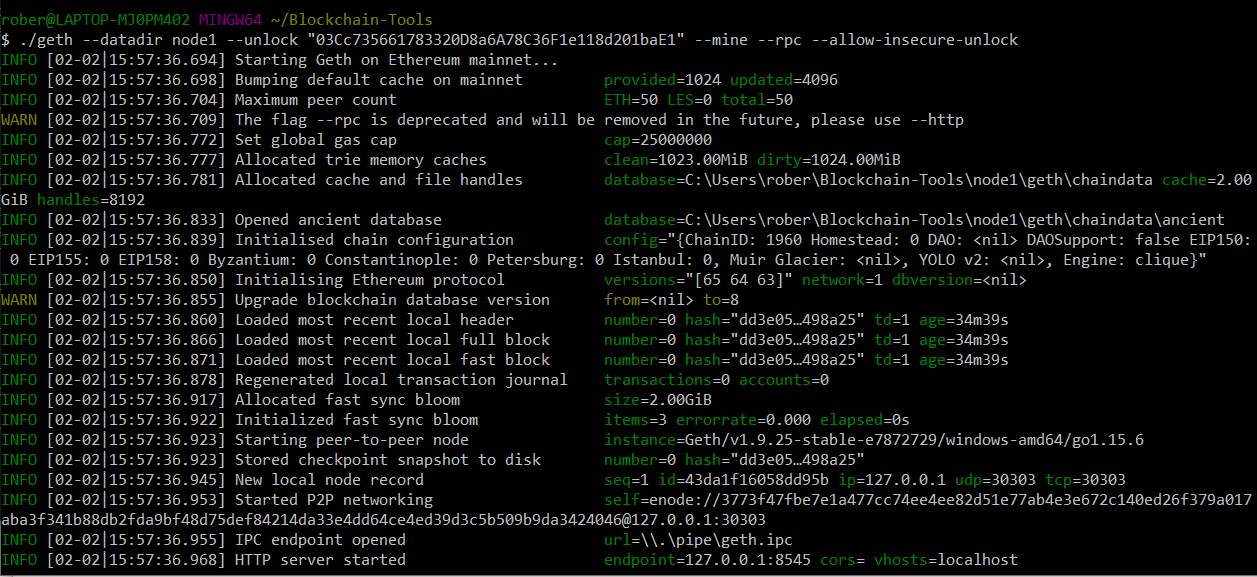 rober@LAPTOP-MJ0PM402 MINGW64 ~/Blockchain-Tools
$ ./geth --datadir node1 --unlock "03Cc735661783320D8a6A78C36F1e118d201baE1" --mine --rpc --allow-insecure-unlock
INFO [02-02|15:57:36.694] Starting Geth on Ethereum mainnet...
INFO [02-02|15:57:36.698] Bumping default cache on mainnet         provided=1024 updated=4096
INFO [02-02|15:57:36.704] Maximum peer count                       ETH=50 LES=0 total=50
WARN [02-02|15:57:36.709] The flag --rpc is deprecated and will be removed in the future, please use --http
INFO [02-02|15:57:36.772] Set global gas cap                       cap=25000000
INFO [02-02|15:57:36.777] Allocated trie memory caches             clean=1023.00MiB dirty=1024.00MiB
INFO [02-02|15:57:36.781] Allocated cache and file handles         database=C:\Users\rober\Blockchain-Tools\node1\geth\chaindata cache=2.00
GiB handles=8192
INFO [02-02|15:57:36.833] Opened ancient database                  database=C:\Users\rober\Blockchain-Tools\node1\geth\chaindata\ancient
INFO [02-02|15:57:36.839] Initialised chain configuration          config="{ChainID: 1960 Homestead: 0 DAO: <nil> DAOSupport: false EIP150:
 0 EIP155: 0 EIP158: 0 Byzantium: 0 Constantinople: 0 Petersburg: 0 Istanbul: 0, Muir Glacier: <nil>, YOLO v2: <nil>, Engine: clique}"
INFO [02-02|15:57:36.850] Initialising Ethereum protocol           versions="[65 64 63]" network=1 dbversion=<nil>
WARN [02-02|15:57:36.855] Upgrade blockchain database version      from=<nil> to=8
INFO [02-02|15:57:36.860] Loaded most recent local header          number=0 hash="dd3e05…498a25" td=1 age=34m39s
INFO [02-02|15:57:36.866] Loaded most recent local full block      number=0 hash="dd3e05…498a25" td=1 age=34m39s
INFO [02-02|15:57:36.871] Loaded most recent local fast block      number=0 hash="dd3e05…498a25" td=1 age=34m39s
INFO [02-02|15:57:36.878] Regenerated local transaction journal    transactions=0 accounts=0
INFO [02-02|15:57:36.917] Allocated fast sync bloom                size=2.00GiB
INFO [02-02|15:57:36.922] Initialized fast sync bloom              items=3 errorrate=0.000 elapsed=0s
INFO [02-02|15:57:36.923] Starting peer-to-peer node               instance=Geth/v1.9.25-stable-e7872729/windows-amd64/go1.15.6
INFO [02-02|15:57:36.923] Stored checkpoint snapshot to disk       number=0 hash="dd3e05…498a25"
INFO [02-02|15:57:36.945] New local node record                    seq=1 id=43da1f16058dd95b ip=127.0.0.1 udp=30303 tcp=30303
INFO [02-02|15:57:36.953] Started P2P networking                   self=enode://3773f47fbe7e1a477cc74ee4ee82d51e77ab4e3e672c140ed26f379a017
aba3f341b88db2fda9bf48d75def84214da33e4dd64ce4ed39d3c5b509b9da3424046@127.0.0.1:30303
INFO [02-02|15:57:36.955] IPC endpoint opened                      url=\\.\pipe\geth.ipc
INFO [02-02|15:57:36.968] HTTP server started                      endpoint=127.0.0.1:8545 cors= vhosts=localhost